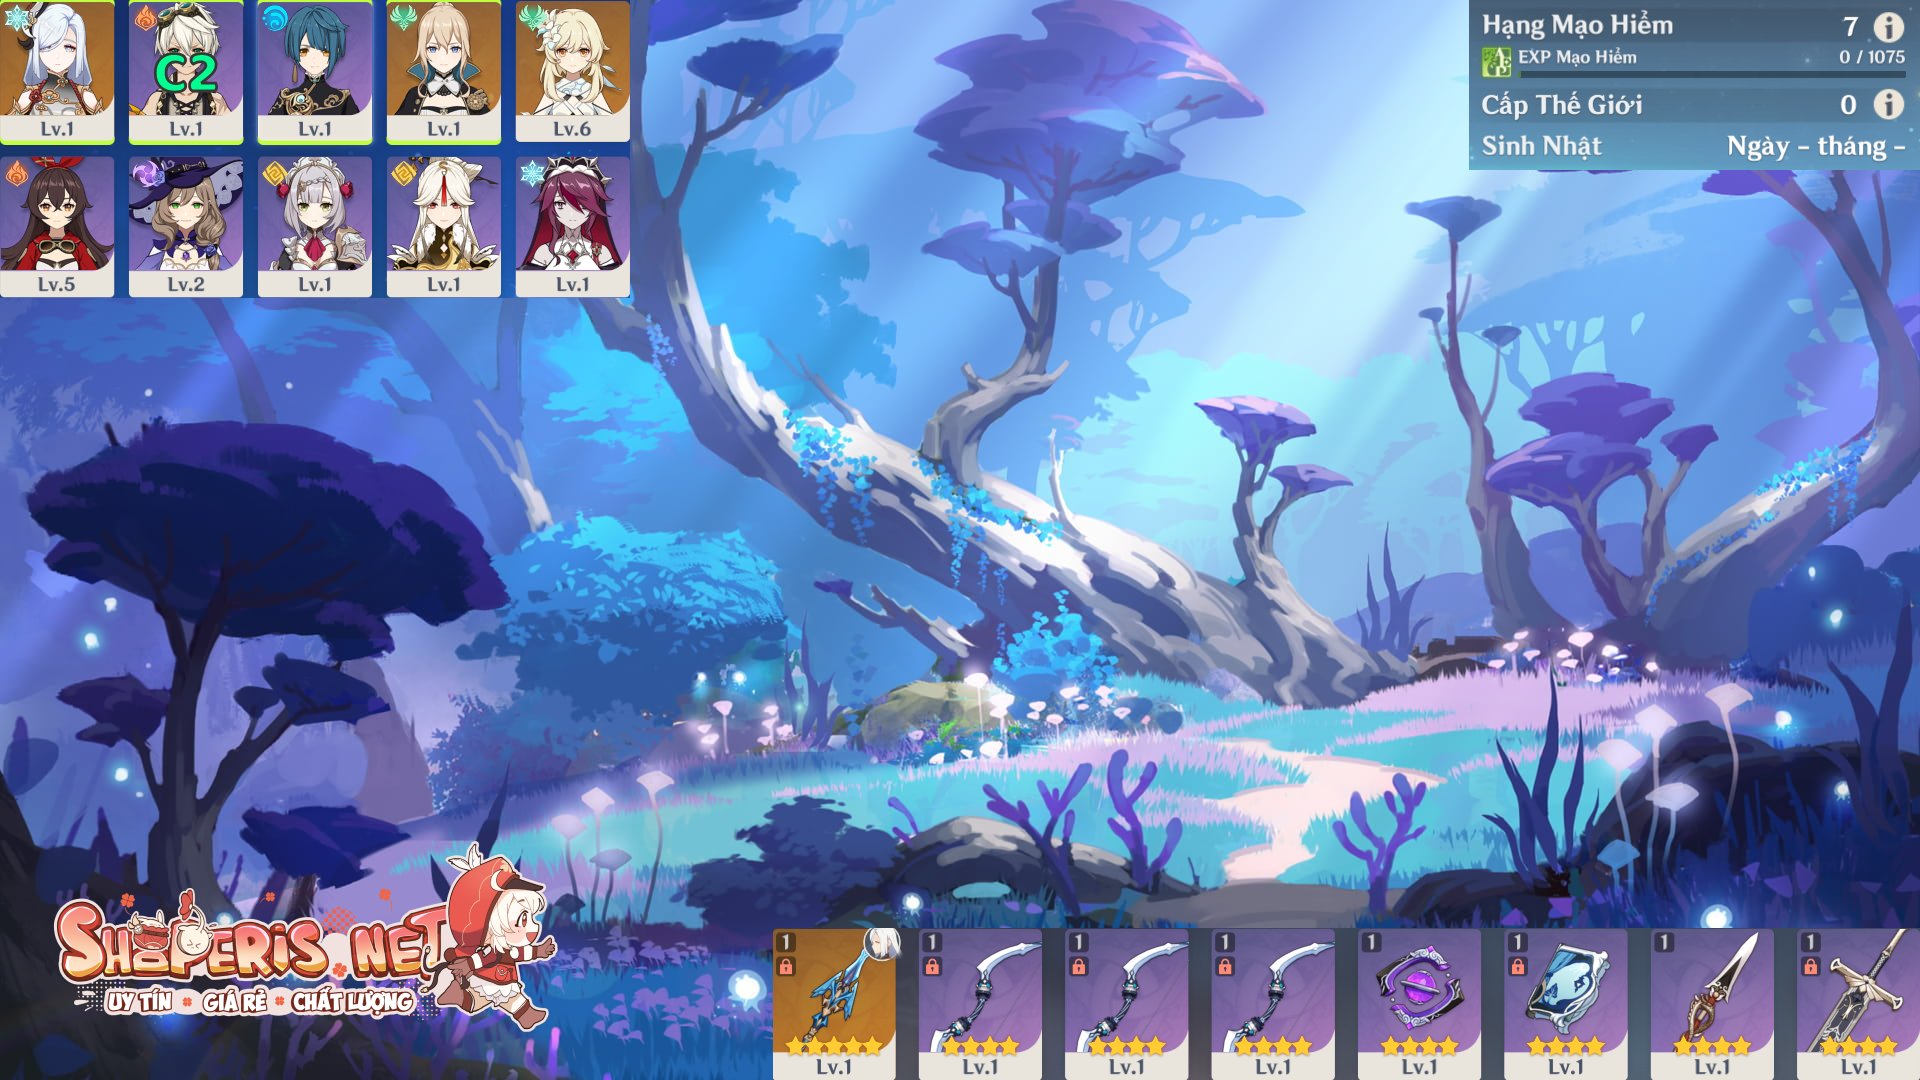 C2
Lv.1
Lv.1
Lv.1
Lv.1
Lv.6
Lv.5
Lv.2
Lv.1
Lv.1
Lv.1
Hạng Mạo Hiểm 7
EXP Mạo Hiểm 0 / 1075
Cấp Thế Giới 0
Sinh Nhật Ngày - tháng -
SHOPERIS.NET
UY TÍN GIÁ RẺ CHẤT LƯỢNG
1 1 1 1 1 1 1 1
Lv.1 Lv.1 Lv.1 Lv.1 Lv.1 Lv.1 Lv.1 Lv.1